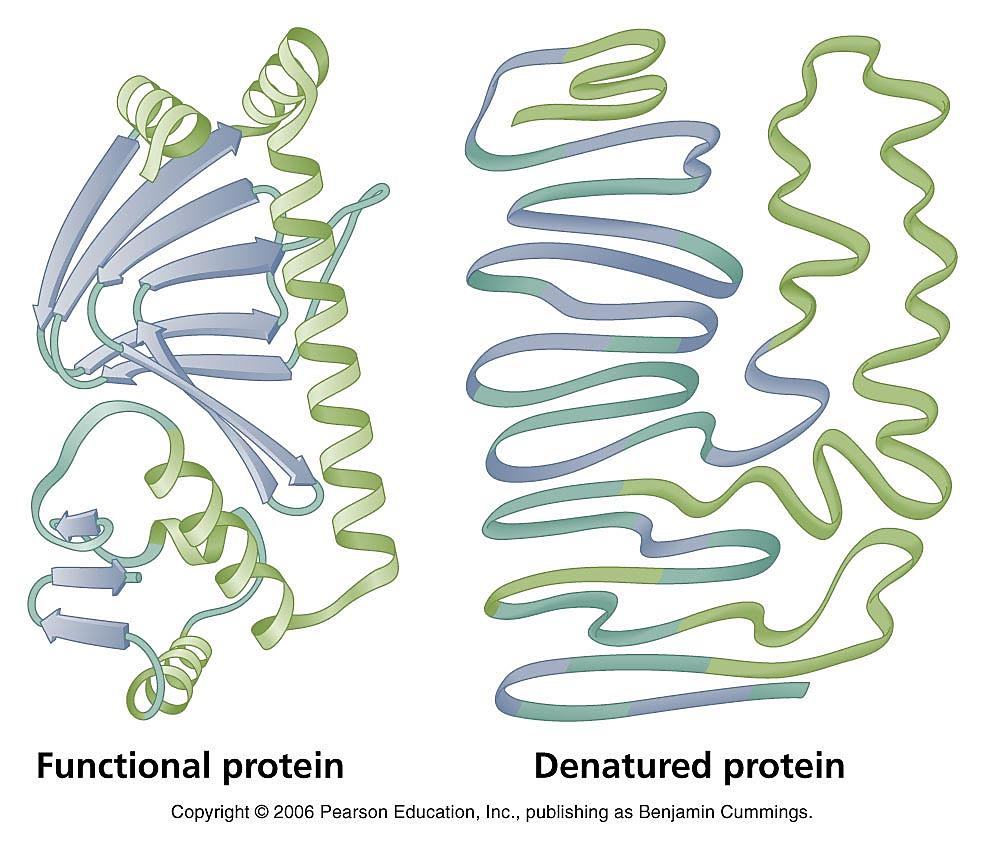 Functional protein
Denatured protein
Copyright © 2006 Pearson Education, Inc., publishing as Benjamin Cummings.